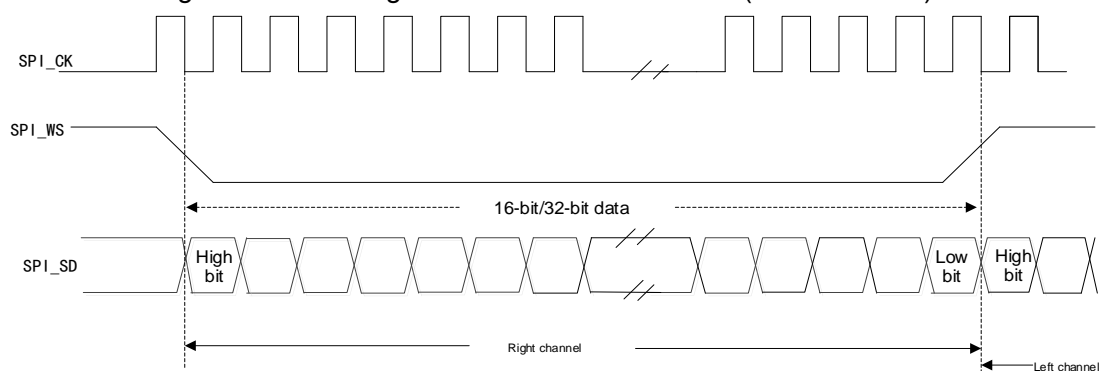 SPI_CK
SPI_WS
16-bit/32-bit data
SPI_SD
High bit
Low bit
High bit
Right channel
Left channel